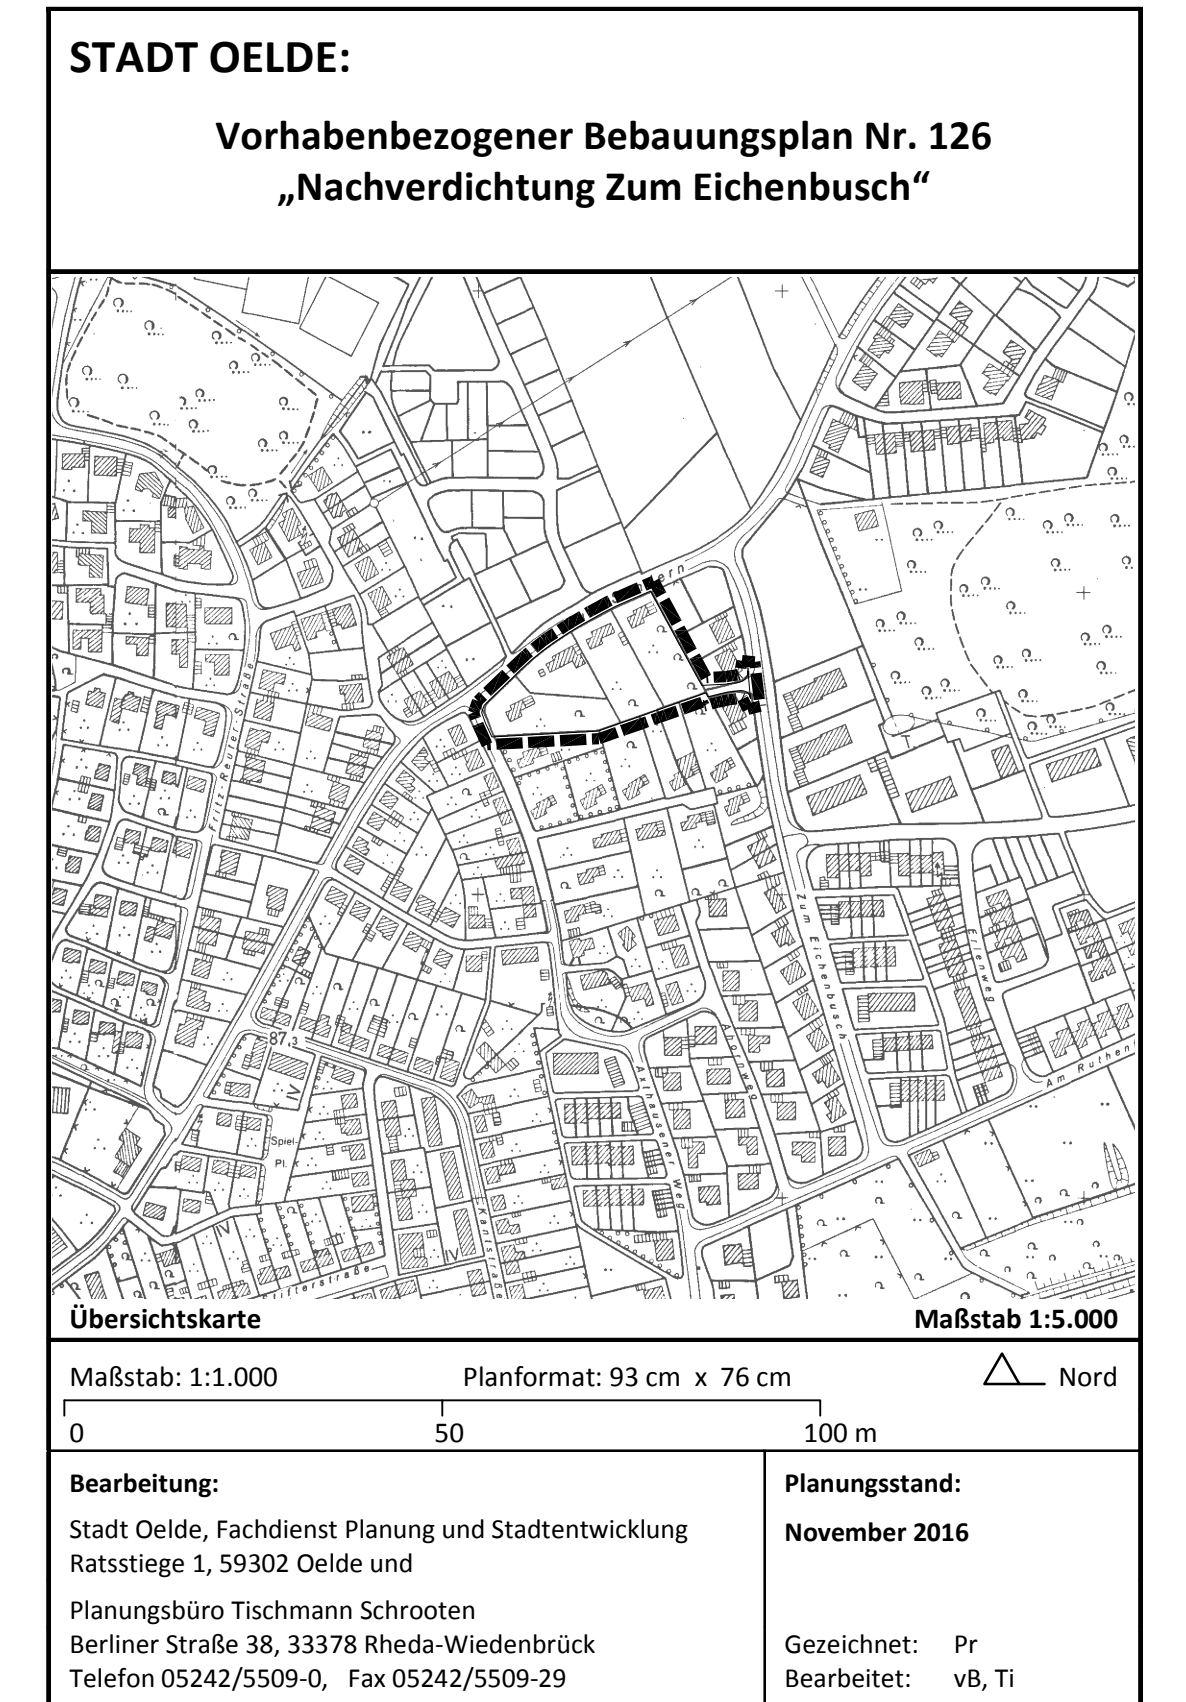 STADT OELDE:
Vorhabenbezogener Bebauungsplan Nr. 126
„Nachverdichtung Zum Eichenbusch“
Fritz-Reuter-Straße
Zum Eichenbusch
Erlenweg
Ahornweg
Axthausener Weg
Am Ruthenf
87,3
IV
Spiel-
Pl.
Kantstraße
IV
IV
T
Übersichtskarte Maßstab 1:5.000
Maßstab: 1:1.000 Planformat: 93 cm x 76 cm Nord
0 50 100 m
Bearbeitung:
Stadt Oelde, Fachdienst Planung und Stadtentwicklung
Ratsstiege 1, 59302 Oelde und
Planungsbüro Tischmann Schrooten
Berliner Straße 38, 33378 Rheda-Wiedenbrück
Telefon 05242/5509-0, Fax 05242/5509-29
Planungsstand:
November 2016
Gezeichnet: Pr
Bearbeitet: vB, Ti